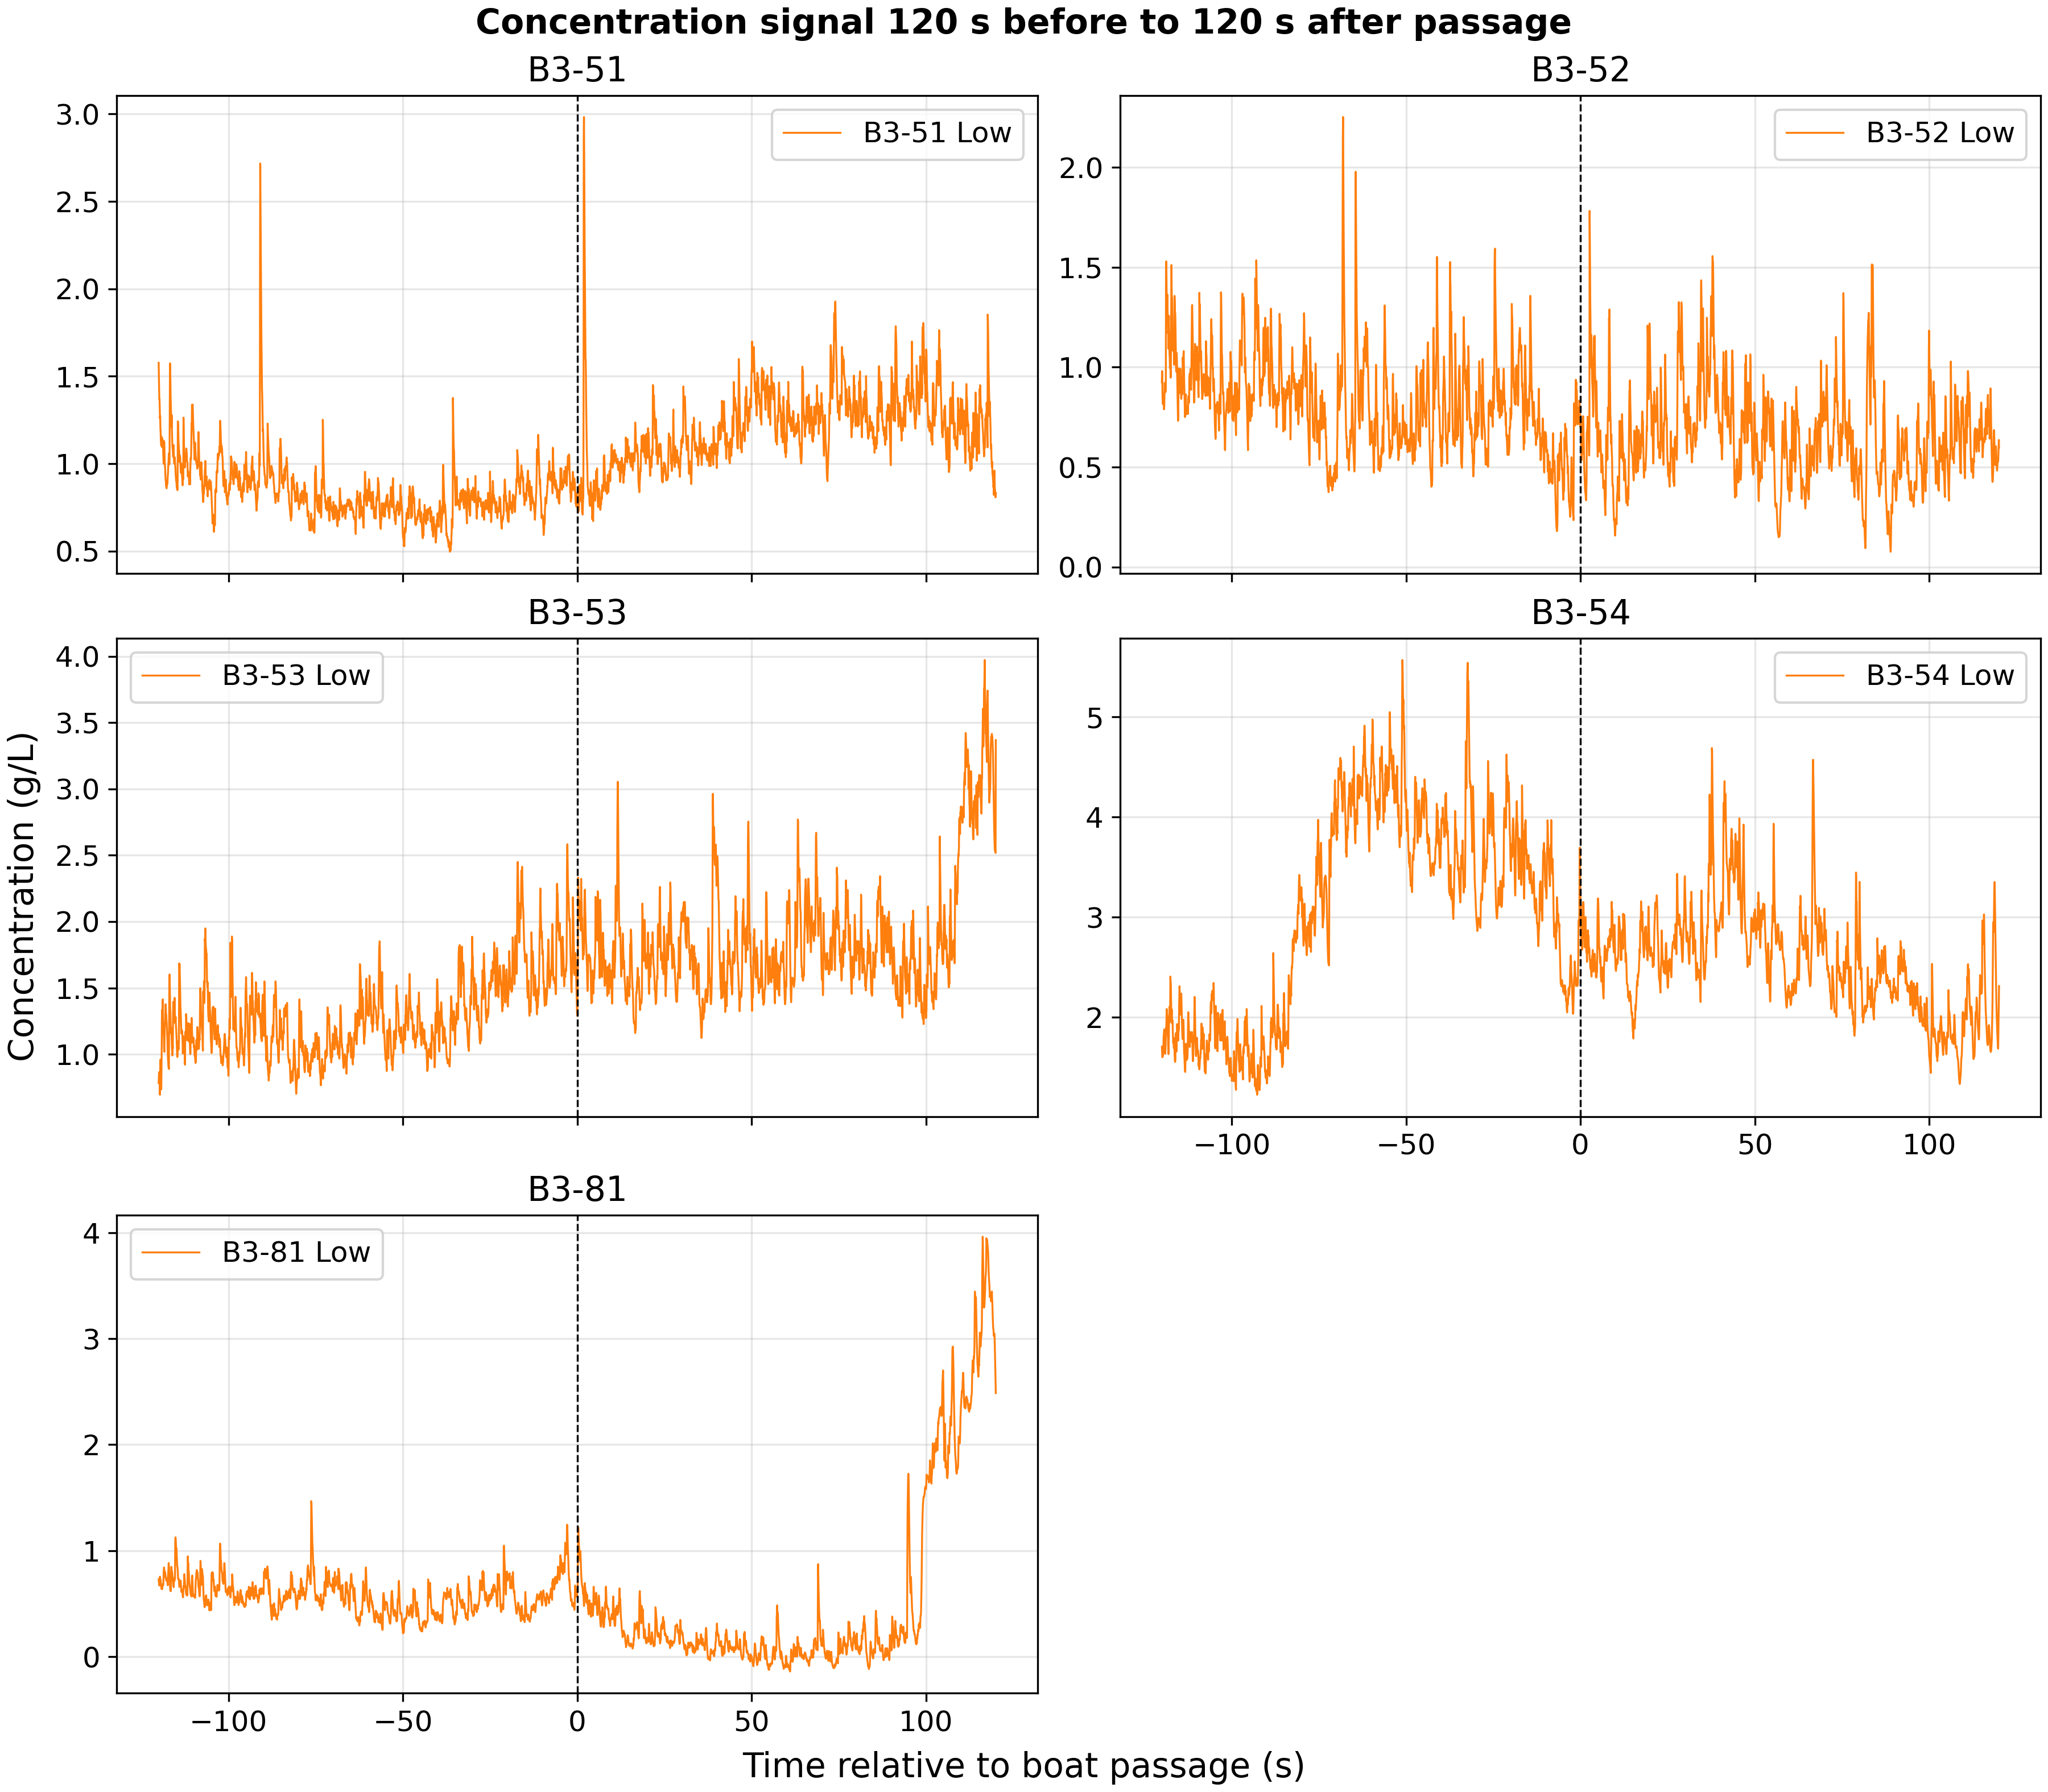 Concentration signal 120 s before to 120 s after passage
B3-51
3.0
2.5
2.0
1.5
1.0
0.5
B3-51 Low
B3-52
2.0
1.5
1.0
0.5
0.0
B3-52 Low
B3-53
4.0
3.5
3.0
2.5
2.0
1.5
1.0
B3-53 Low
B3-54
5
4
3
2
B3-54 Low
−100 −50 0 50 100
B3-81
4
3
2
1
0
B3-81 Low
−100 −50 0 50 100
Concentration (g/L)
Time relative to boat passage (s)